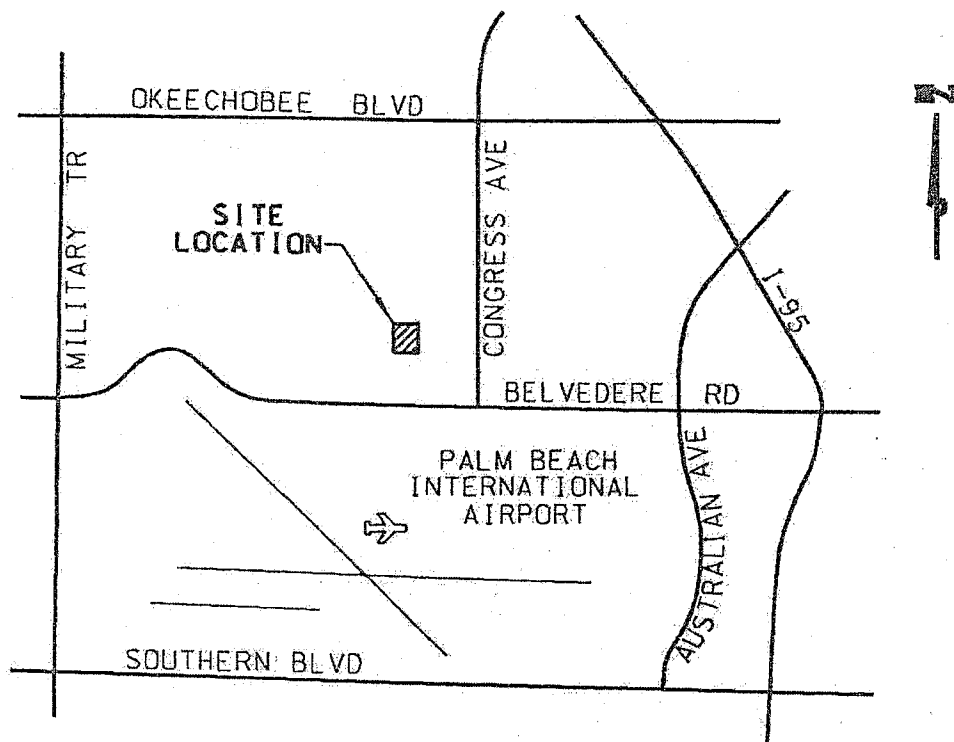 OKEECHOBEE BLVD
MILITARY TR
SITE
LOCATION
CONGRESS AVE
I-95
BELVEDERE RD
PALM BEACH
INTERNATIONAL
AIRPORT
AUSTRALIAN AVE
SOUTHERN BLVD
N